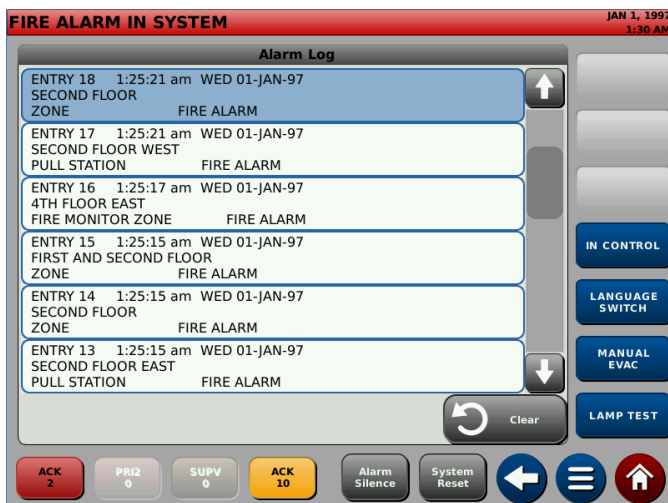 FIRE ALARM IN SYSTEM
JAN 1, 1997
1:30 AM
Alarm Log
ENTRY 18 1:25:21 am WED 01-JAN-97
SECOND FLOOR
ZONE FIRE ALARM
ENTRY 17 1:25:21 am WED 01-JAN-97
SECOND FLOOR WEST
PULL STATION FIRE ALARM
ENTRY 16 1:25:17 am WED 01-JAN-97
4TH FLOOR EAST
FIRE MONITOR ZONE FIRE ALARM
ENTRY 15 1:25:15 am WED 01-JAN-97
FIRST AND SECOND FLOOR
ZONE FIRE ALARM
ENTRY 14 1:25:15 am WED 01-JAN-97
SECOND FLOOR
ZONE FIRE ALARM
ENTRY 13 1:25:15 am WED 01-JAN-97
SECOND FLOOR EAST
PULL STATION FIRE ALARM
Clear
IN CONTROL
LANGUAGE
SWITCH
MANUAL
EVAC
LAMP TEST
ACK
2
PRI2
0
SUPV
0
ACK
10
Alarm
Silence
System
Reset